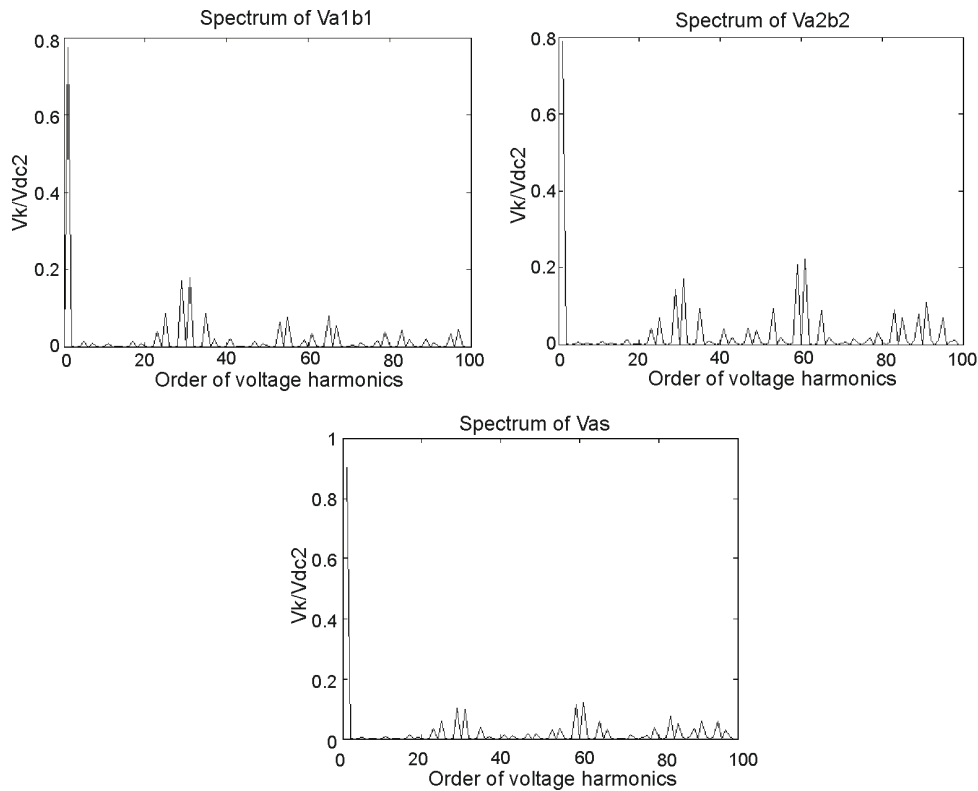 Spectrum of Va1b1
0.8
0.6
0.4
0.2
0
Vk/Vdc2
0 20 40 60 80 100
Order of voltage harmonics
Spectrum of Va2b2
0.8
0.6
0.4
0.2
0
Vk/Vdc2
0 20 40 60 80 100
Order of voltage harmonics
Spectrum of Vas
1
0.8
0.6
0.4
0.2
0
Vk/Vdc2
0 20 40 60 80 100
Order of voltage harmonics